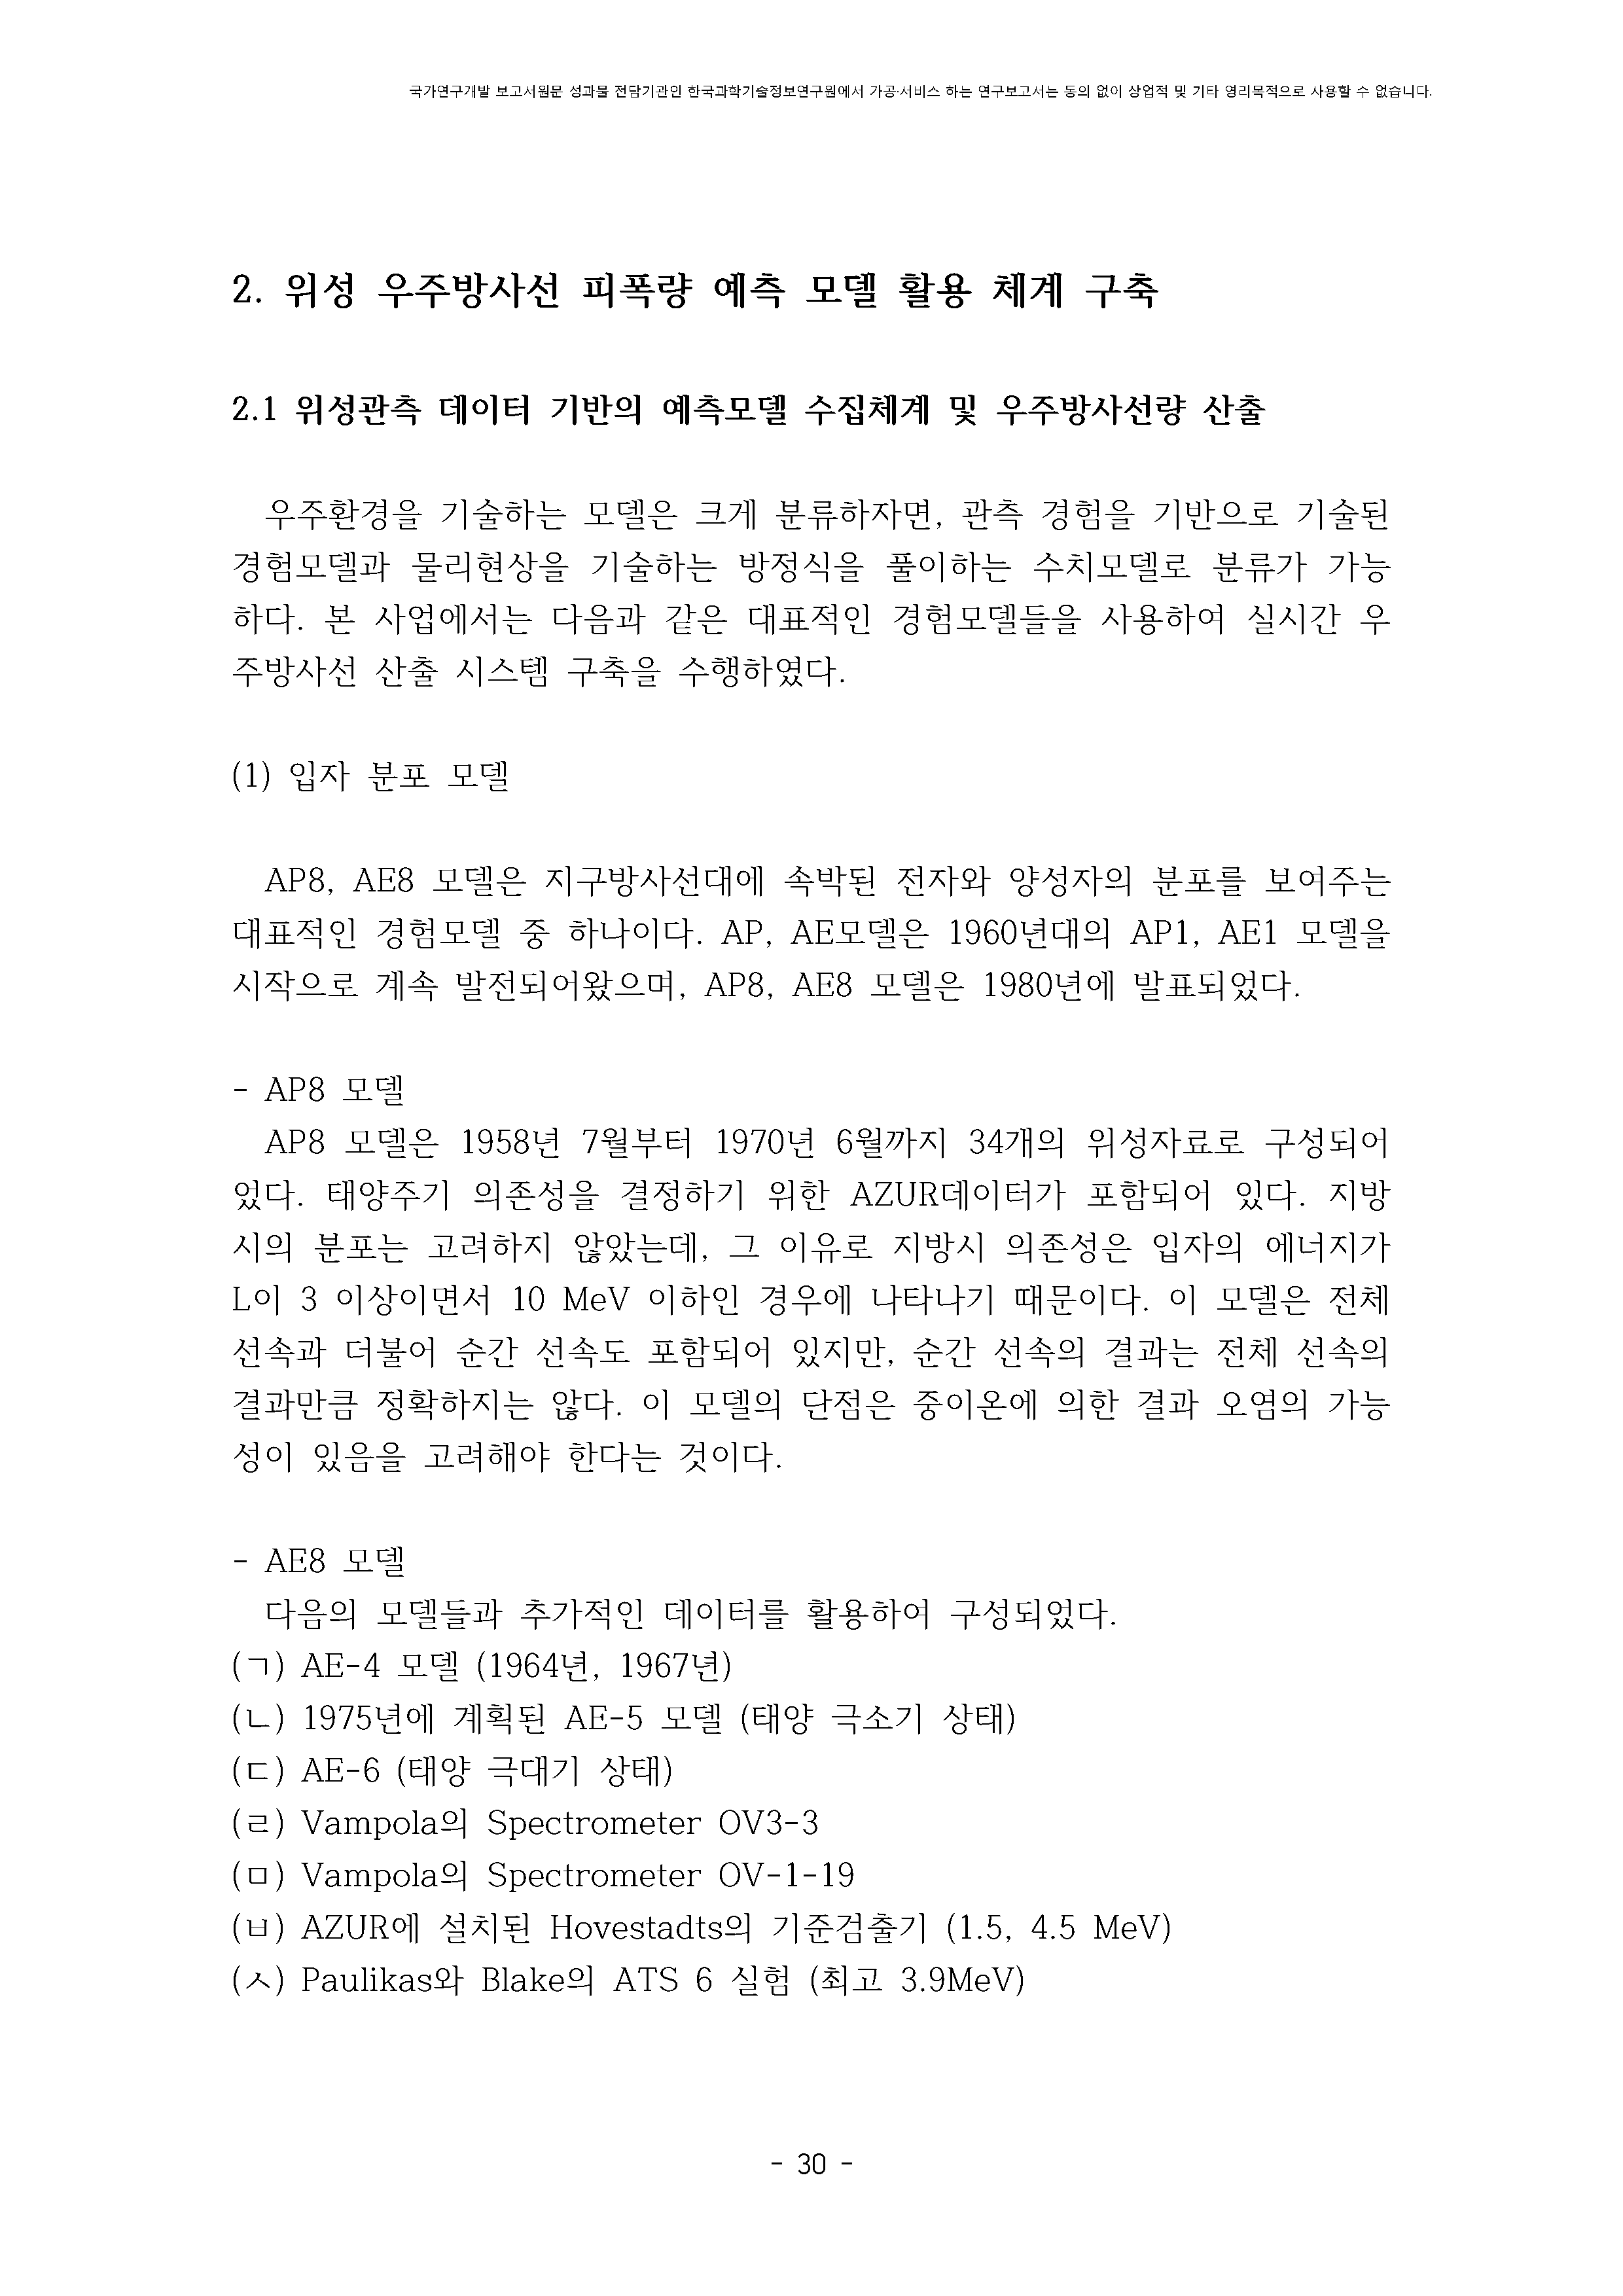 국가연구개발 보고서원문 성과물 전담기관인 한국과학기술정보연구원에서 가공·서비스 하는 연구보고서는 동의 없이 상업적 및 기타 영리목적으로 사용할 수 없습니다.
2. 위성 우주방사선 피폭량 예측 모델 활용 체계 구축
2.1 위성관측 데이터 기반의 예측모델 수집체계 및 우주방사선량 산출
우주환경을 기술하는 모델은 크게 분류하자면, 관측 경험을 기반으로 기술된
경험모델과 물리현상을 기술하는 방정식을 풀이하는 수치모델로 분류가 가능
하다. 본 사업에서는 다음과 같은 대표적인 경험모델들을 사용하여 실시간 우
주방사선 산출 시스템 구축을 수행하였다.
(1) 입자 분포 모델
AP8, AE8 모델은 지구방사선대에 속박된 전자와 양성자의 분포를 보여주는
대표적인 경험모델 중 하나이다. AP, AE모델은 1960년대의 AP1, AE1 모델을
시작으로 계속 발전되어왔으며, AP8, AE8 모델은 1980년에 발표되었다.
- AP8 모델
AP8 모델은 1958년 7월부터 1970년 6월까지 34개의 위성자료로 구성되어
있다. 태양주기 의존성을 결정하기 위한 AZUR데이터가 포함되어 있다. 지방
시의 분포는 고려하지 않았는데, 그 이유로 지방시 의존성은 입자의 에너지가
L이 3 이상이면서 10 MeV 이하인 경우에 나타나기 때문이다. 이 모델은 전체
선속과 더불어 순간 선속도 포함되어 있지만, 순간 선속의 결과는 전체 선속의
결과만큼 정확하지는 않다. 이 모델의 단점은 중이온에 의한 결과 오염의 가능
성이 있음을 고려해야 한다는 것이다.
- AE8 모델
다음의 모델들과 추가적인 데이터를 활용하여 구성되었다.
(ㄱ) AE-4 모델 (1964년, 1967년)
(ㄴ) 1975년에 계획된 AE-5 모델 (태양 극소기 상태)
(ㄷ) AE-6 (태양 극대기 상태)
(ㄹ) Vampola의 Spectrometer OV3-3
(ㅁ) Vampola의 Spectrometer OV-1-19
(ㅂ) AZUR에 설치된 Hovestadts의 기준검출기 (1.5, 4.5 MeV)
(ㅅ) Paulikas와 Blake의 ATS 6 실험 (최고 3.9MeV)
- 30 -